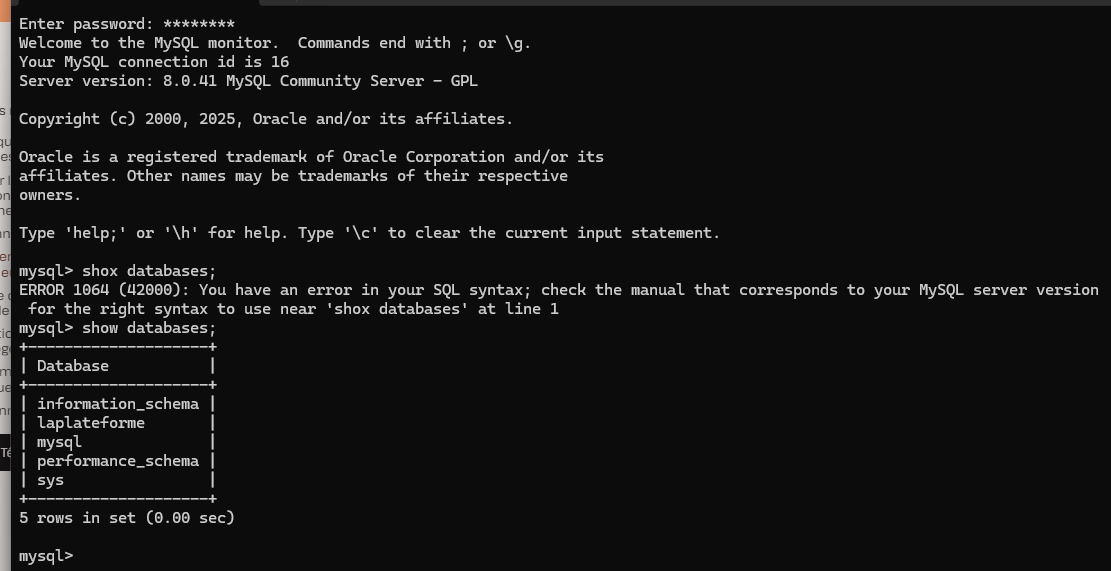 Enter password: ********
Welcome to the MySQL monitor.  Commands end with ; or \g.
Your MySQL connection id is 16
Server version: 8.0.41 MySQL Community Server - GPL
Copyright (c) 2000, 2025, Oracle and/or its affiliates.
Oracle is a registered trademark of Oracle Corporation and/or its
affiliates. Other names may be trademarks of their respective
owners.
Type 'help;' or '\h' for help. Type '\c' to clear the current input statement.
mysql> shox databases;
ERROR 1064 (42000): You have an error in your SQL syntax; check the manual that corresponds to your MySQL server version
 for the right syntax to use near 'shox databases' at line 1
mysql> show databases;
+--------------------+
| Database           |
+--------------------+
| information_schema |
| laplateforme       |
| mysql              |
| performance_schema |
| sys                |
+--------------------+
5 rows in set (0.00 sec)
mysql>